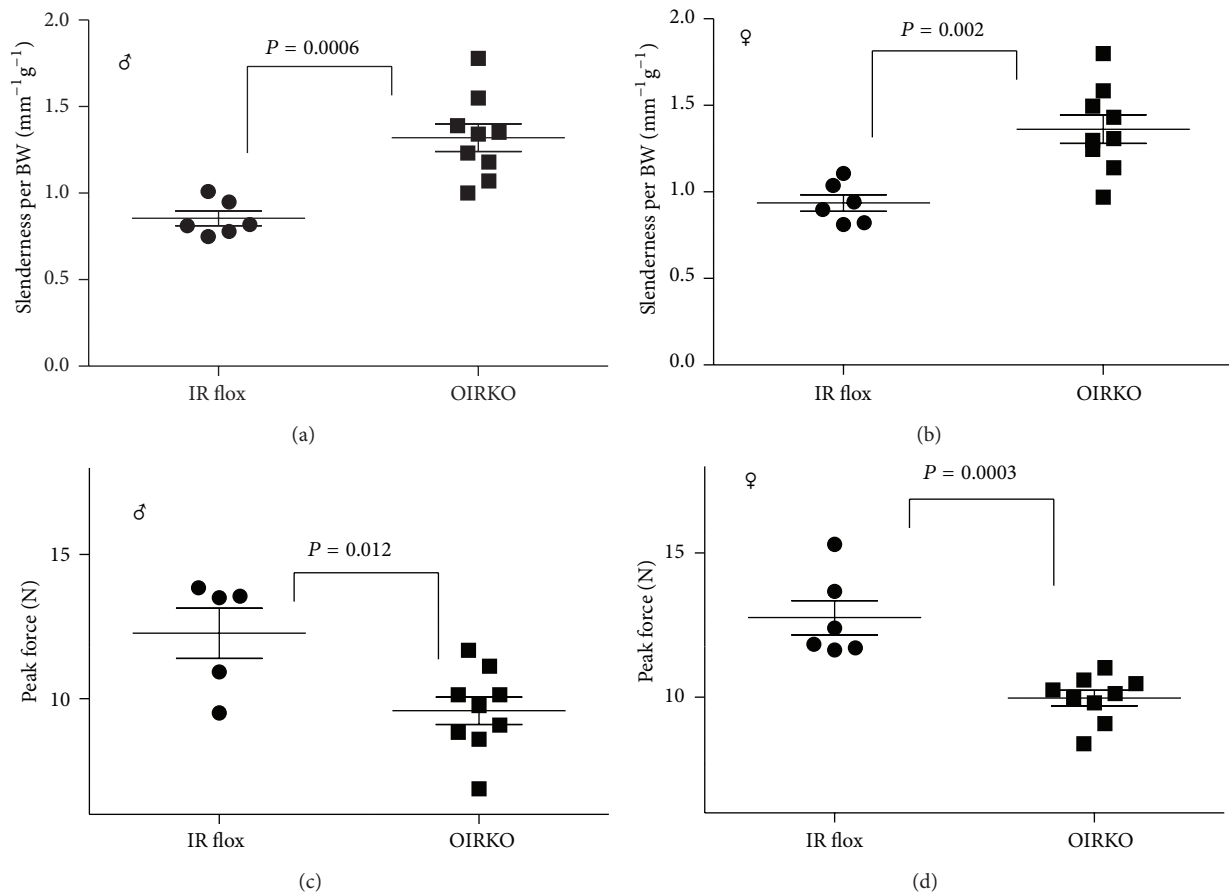 2.0
P = 0.0006
♂
1.5
1.0
0.5
0.0
Slenderness per BW (mm⁻¹g⁻¹)
IR flox
OIRKO
(a)
2.0
P = 0.002
♀
1.5
1.0
0.5
0.0
Slenderness per BW (mm⁻¹g⁻¹)
IR flox
OIRKO
(b)
♂
P = 0.012
15
10
Peak force (N)
IR flox
OIRKO
(c)
♀
P = 0.0003
15
10
Peak force (N)
IR flox
OIRKO
(d)